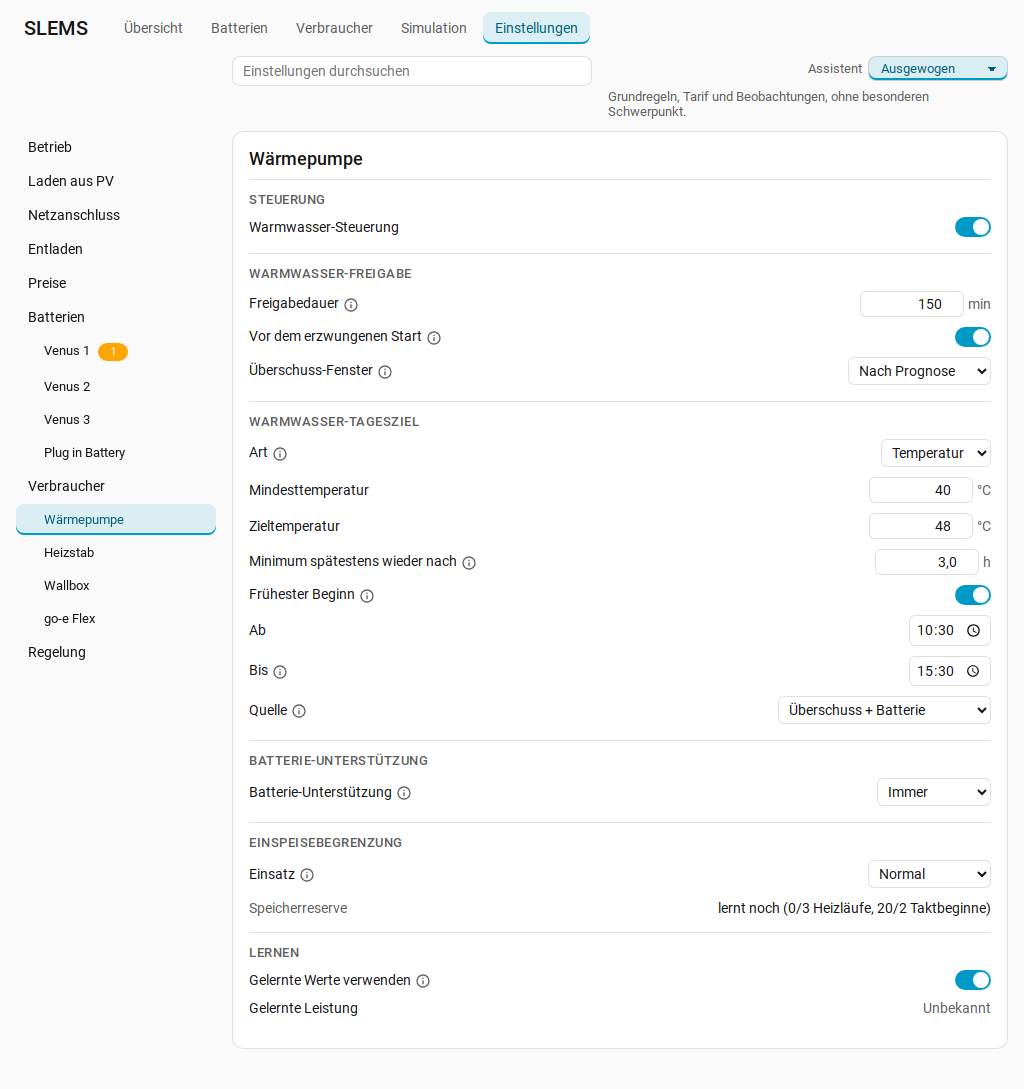 SLEMS
Übersicht
Batterien
Verbraucher
Simulation
Einstellungen
Einstellungen durchsuchen
Assistent
Ausgewogen
Grundregeln, Tarif und Beobachtungen, ohne besonderen
Schwerpunkt.
Betrieb
Laden aus PV
Netzanschluss
Entladen
Preise
Batterien
Venus 1 1
Venus 2
Venus 3
Plug in Battery
Verbraucher
Wärmepumpe
Heizstab
Wallbox
go-e Flex
Regelung
Wärmepumpe
STEUERUNG
Warmwasser-Steuerung
WARMWASSER-FREIGABE
Freigabedauer 150 min
Vor dem erzwungenen Start
Überschuss-Fenster Nach Prognose
WARMWASSER-TAGESZIEL
Art Temperatur
Mindesttemperatur 40 °C
Zieltemperatur 48 °C
Minimum spätestens wieder nach 3,0 h
Frühester Beginn
Ab 10:30
Bis 15:30
Quelle Überschuss + Batterie
BATTERIE-UNTERSTÜTZUNG
Batterie-Unterstützung Immer
EINSPEISEBEGRENZUNG
Einsatz Normal
Speicherreserve lernt noch (0/3 Heizläufe, 20/2 Taktbeginne)
LERNEN
Gelernte Werte verwenden
Gelernte Leistung Unbekannt